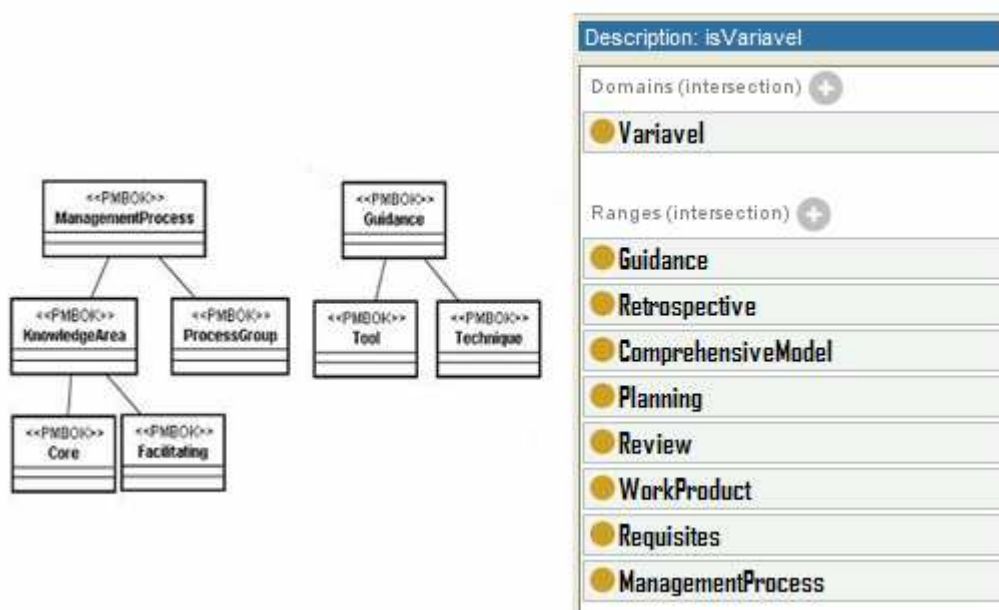 <<PMBOK>>
ManagementProcess
<<PMBOK>>
Guidance
<<PMBOK>>
KnowledgeArea
<<PMBOK>>
ProcessGroup
<<PMBOK>>
Tool
<<PMBOK>>
Technique
<<PMBOK>>
Core
<<PMBOK>>
Facilitating
Description: isVariavel
Domains (intersection)
Variavel
Ranges (intersection)
Guidance
Retrospective
ComprehensiveModel
Planning
Review
WorkProduct
Requisites
ManagementProcess